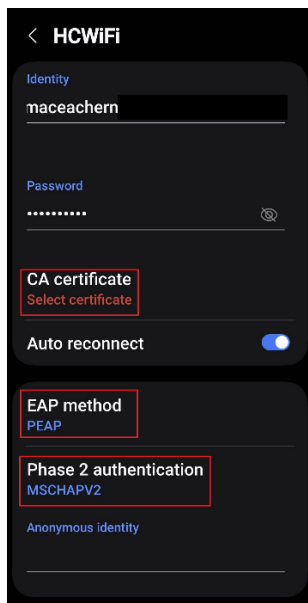 < HCWiFi
Identity
maceachern
Password
••••••••••
CA certificate
Select certificate
Auto reconnect
EAP method
PEAP
Phase 2 authentication
MSCHAPV2
Anonymous identity